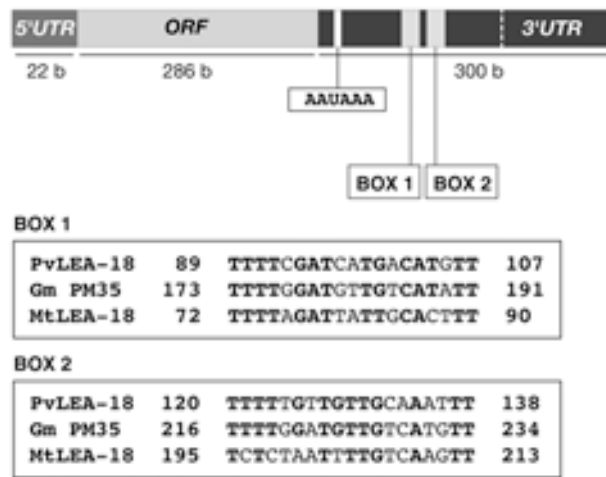 5'UTR ORF 3'UTR
22 b 286 b 300 b
AAUAAA
BOX 1 BOX 2
BOX 1
PvLEA-18 89 TTTTCGATCATGACATGTT 107
Gm PM35 173 TTTTGGATGTTGTCATATT 191
MtLEA-18 72 TTTTAGATTATTGCACTTT 90
BOX 2
PvLEA-18 120 TTTTTGTTGTTGCAAATTT 138
Gm PM35 216 TTTTTGGATGTTGTCATGTT 234
MtLEA-18 195 TCTCTAATTTTGTCAAGTT 213